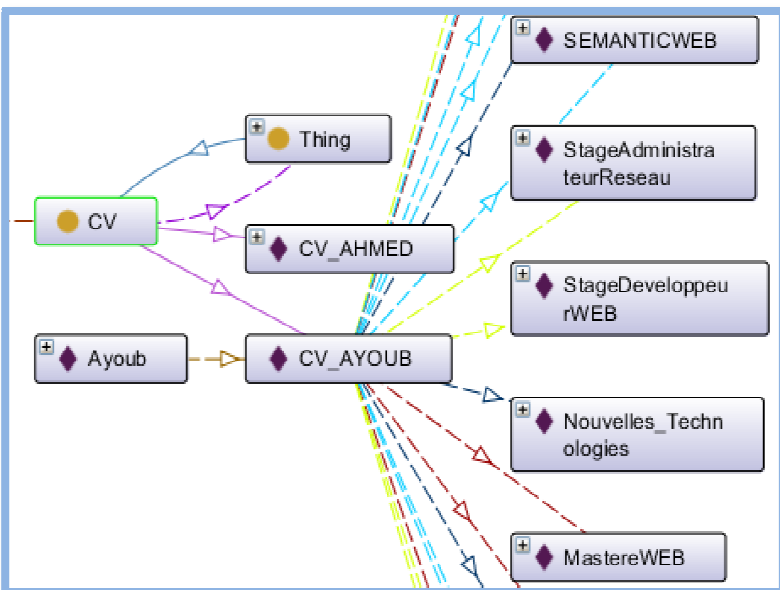 SEMANTICWEB
Thing
StageAdministra
teurReseau
CV
CV_AHMED
StageDeveloppeu
rWEB
Ayoub
CV_AYOUB
Nouvelles_Techn
ologies
MastereWEB